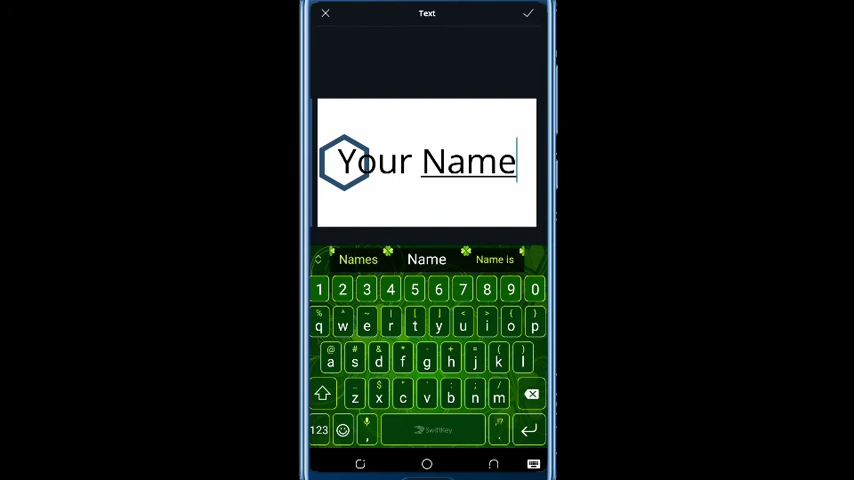 Text
Your Name
Names Name Name is
1 2 3 4 5 6 7 8 9 0
% ^ ~ | [ ] < > { }
q w e r t y u i o p
@ # & * - + = ( )
a s d f g h j k l
_ $ " ' : ; /
z x c v b n m
123 , SwiftKey .